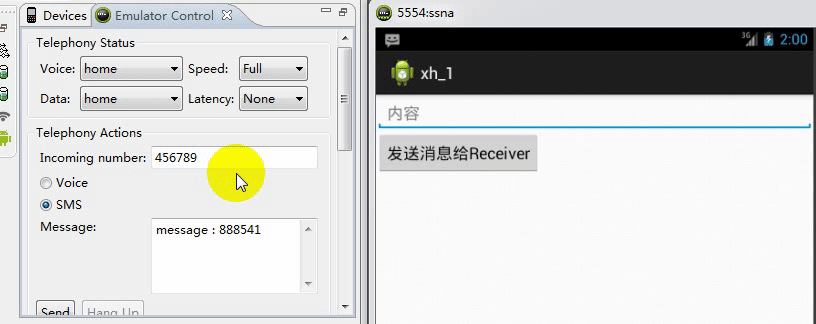 Devices
Emulator Control
Telephony Status
Voice: home Speed: Full
Data: home Latency: None
Telephony Actions
Incoming number: 456789
Voice
SMS
Message: message : 888541
Send Hang Up
5554:ssna
3G 2:00
xh_1
内容
发送消息给Receiver